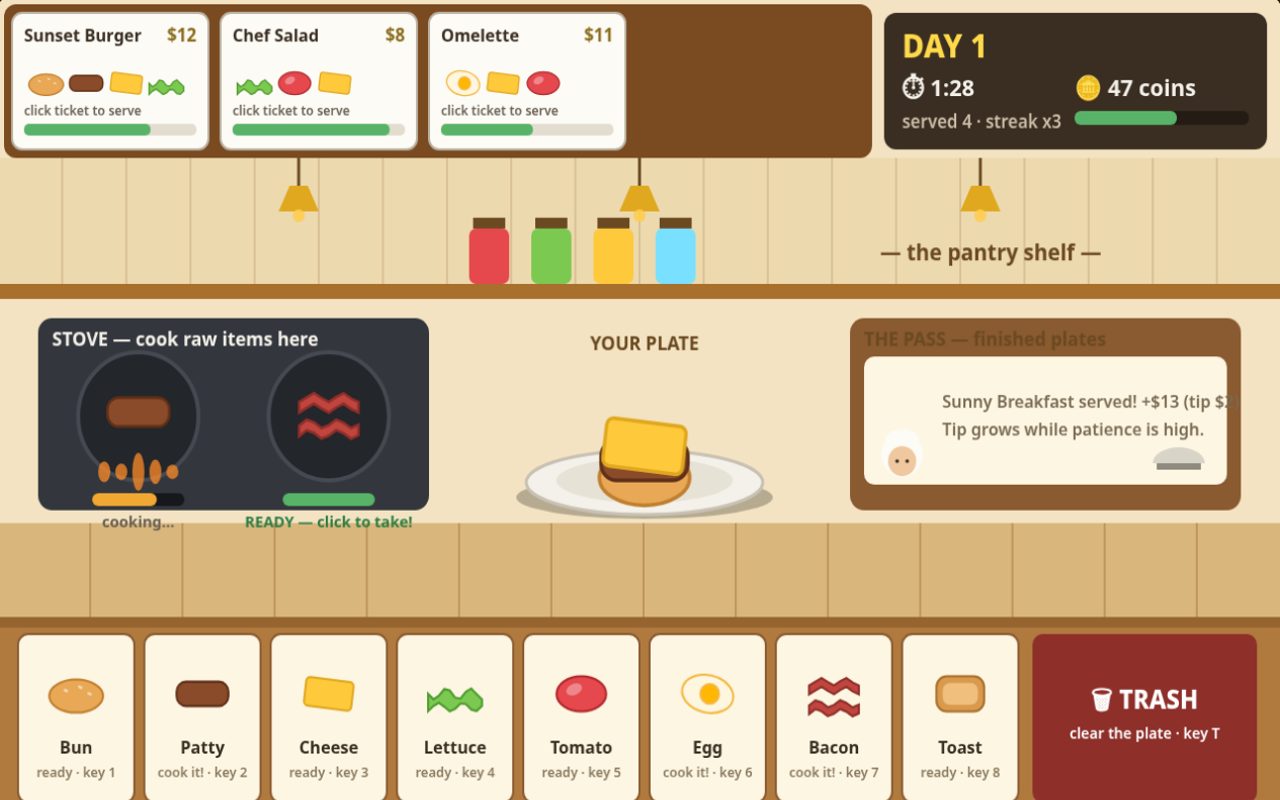 Sunset Burger $12
click ticket to serve
Chef Salad $8
click ticket to serve
Omelette $11
click ticket to serve
DAY 1
1:28
47 coins
served 4 · streak x3
— the pantry shelf —
STOVE — cook raw items here
cooking...
READY — click to take!
YOUR PLATE
THE PASS — finished plates
Sunny Breakfast served! +$13 (tip $2)
Tip grows while patience is high.
Bun
ready · key 1
Patty
cook it! · key 2
Cheese
ready · key 3
Lettuce
ready · key 4
Tomato
ready · key 5
Egg
cook it! · key 6
Bacon
cook it! · key 7
Toast
ready · key 8
TRASH
clear the plate · key T